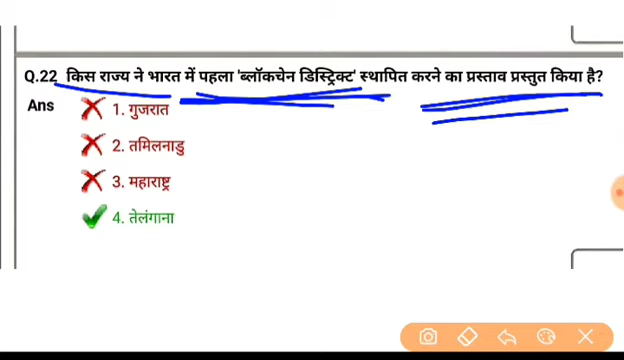 Q.22 किस राज्य ने भारत में पहला 'ब्लॉकचेन डिस्ट्रिक्ट' स्थापित करने का प्रस्ताव प्रस्तुत किया है?
Ans 1. गुजरात
2. तमिलनाडु
3. महाराष्ट्र
4. तेलंगाना